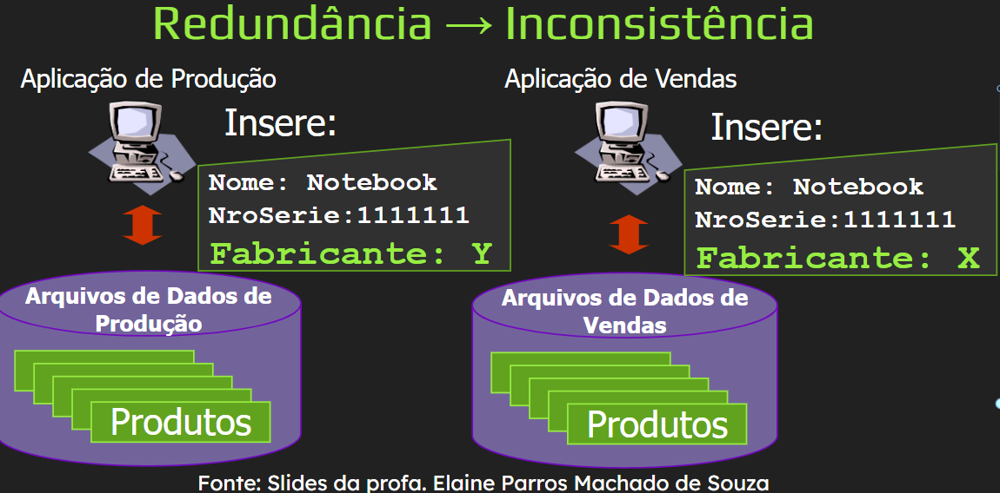 Redundância → Inconsistência
Aplicação de Produção
Insere:
Nome: Notebook
NroSerie:1111111
Fabricante: Y
Arquivos de Dados de
Produção
Produtos
Aplicação de Vendas
Insere:
Nome: Notebook
NroSerie:1111111
Fabricante: X
Arquivos de Dados de
Vendas
Produtos
Fonte: Slides da profa. Elaine Parros Machado de Souza